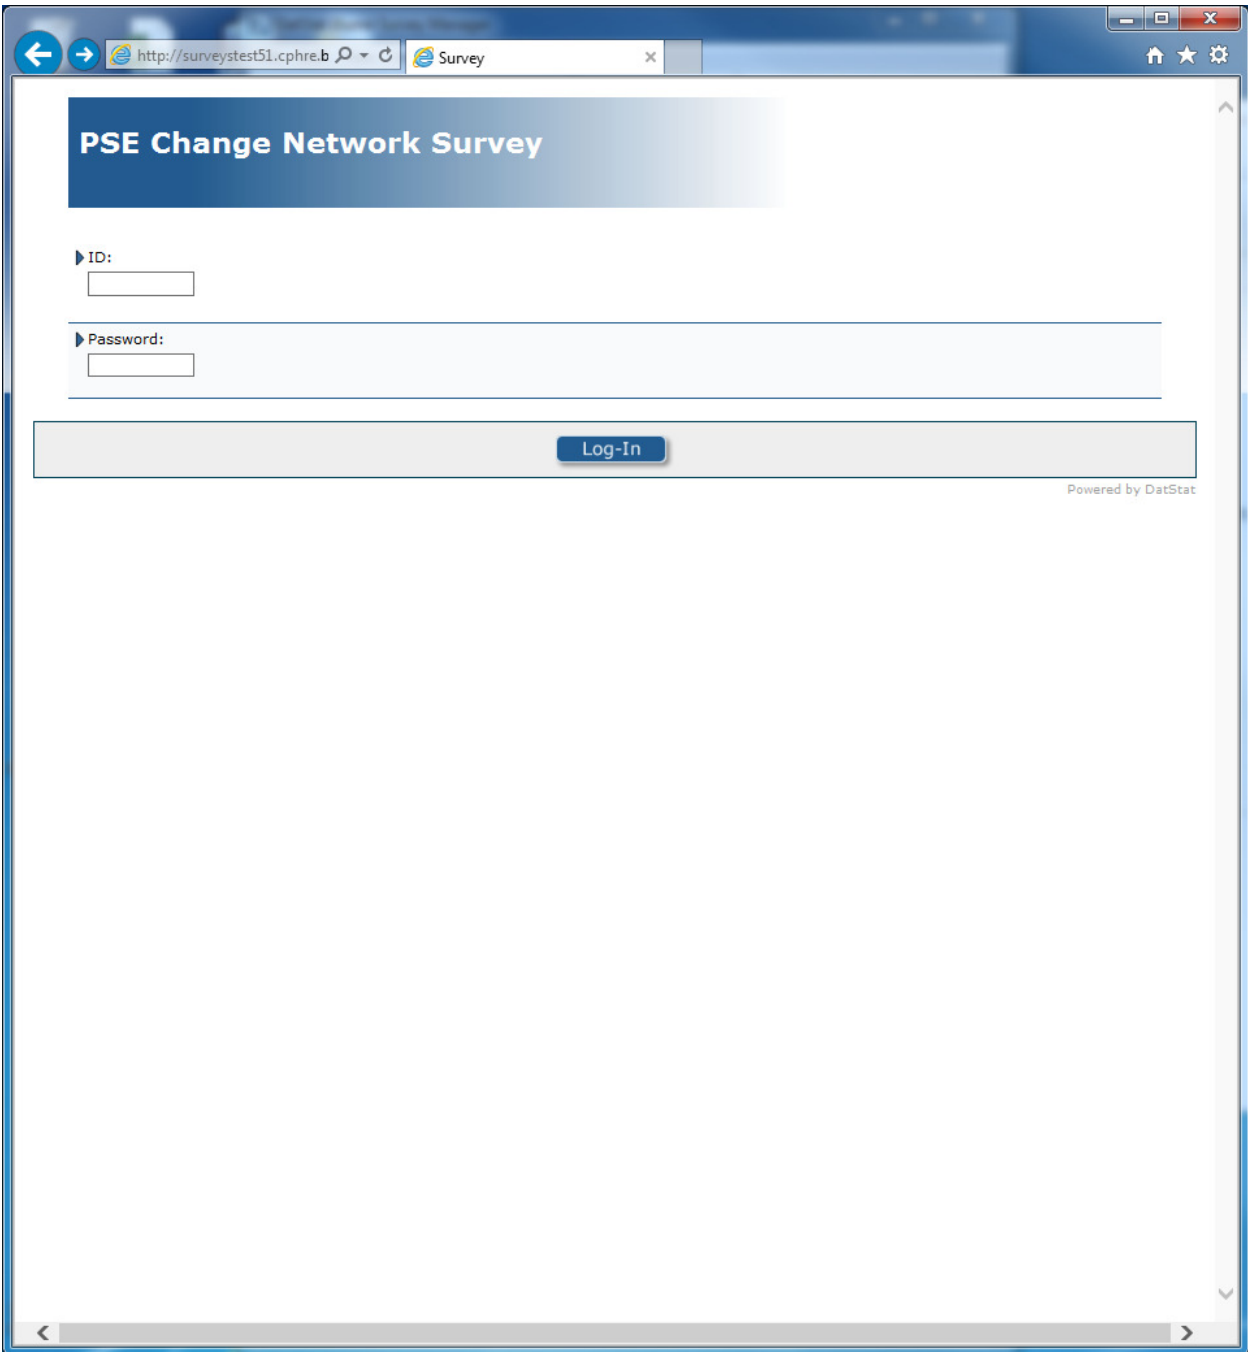 http://surveystest51.cphre.b
Survey
PSE Change Network Survey
ID:
Password:
Log-In
Powered by DatStat